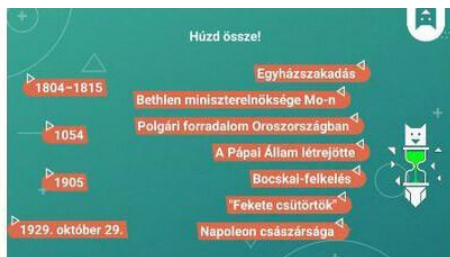 Húzd össze!
1804–1815
1054
1905
1929. október 29.
Egyházszakadás
Bethlen miniszterelnöksége Mo-n
Polgári forradalom Oroszországban
A Pápai Állam létrejötte
Bocskai-felkelés
"Fekete csütörtök"
Napoleon császársága